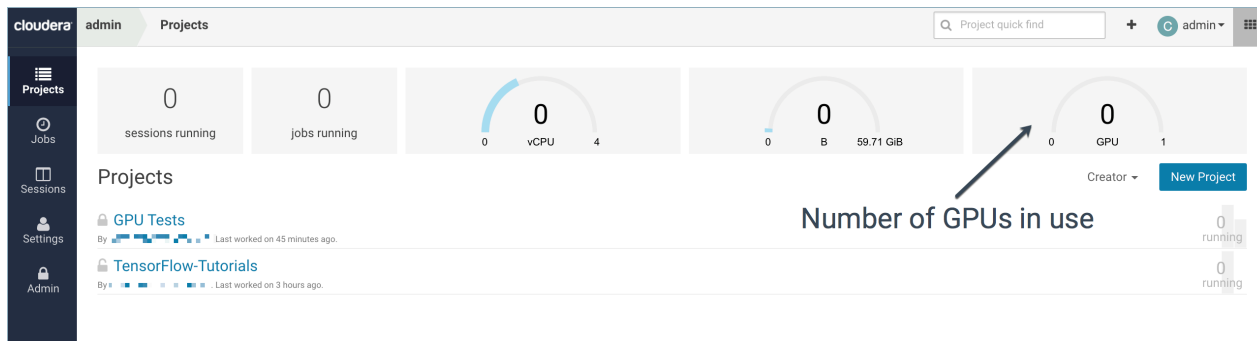 cloudera
admin
Projects
Project quick find
+
C
admin
Projects
Jobs
Sessions
Settings
Admin
0
sessions running
0
jobs running
0
0 vCPU 4
0
0 B 59.71 GiB
0
0 GPU 1
Projects
Creator
New Project
Number of GPUs in use
GPU Tests
By
. Last worked on 45 minutes ago.
0
running
TensorFlow-Tutorials
By
. Last worked on 3 hours ago.
0
running